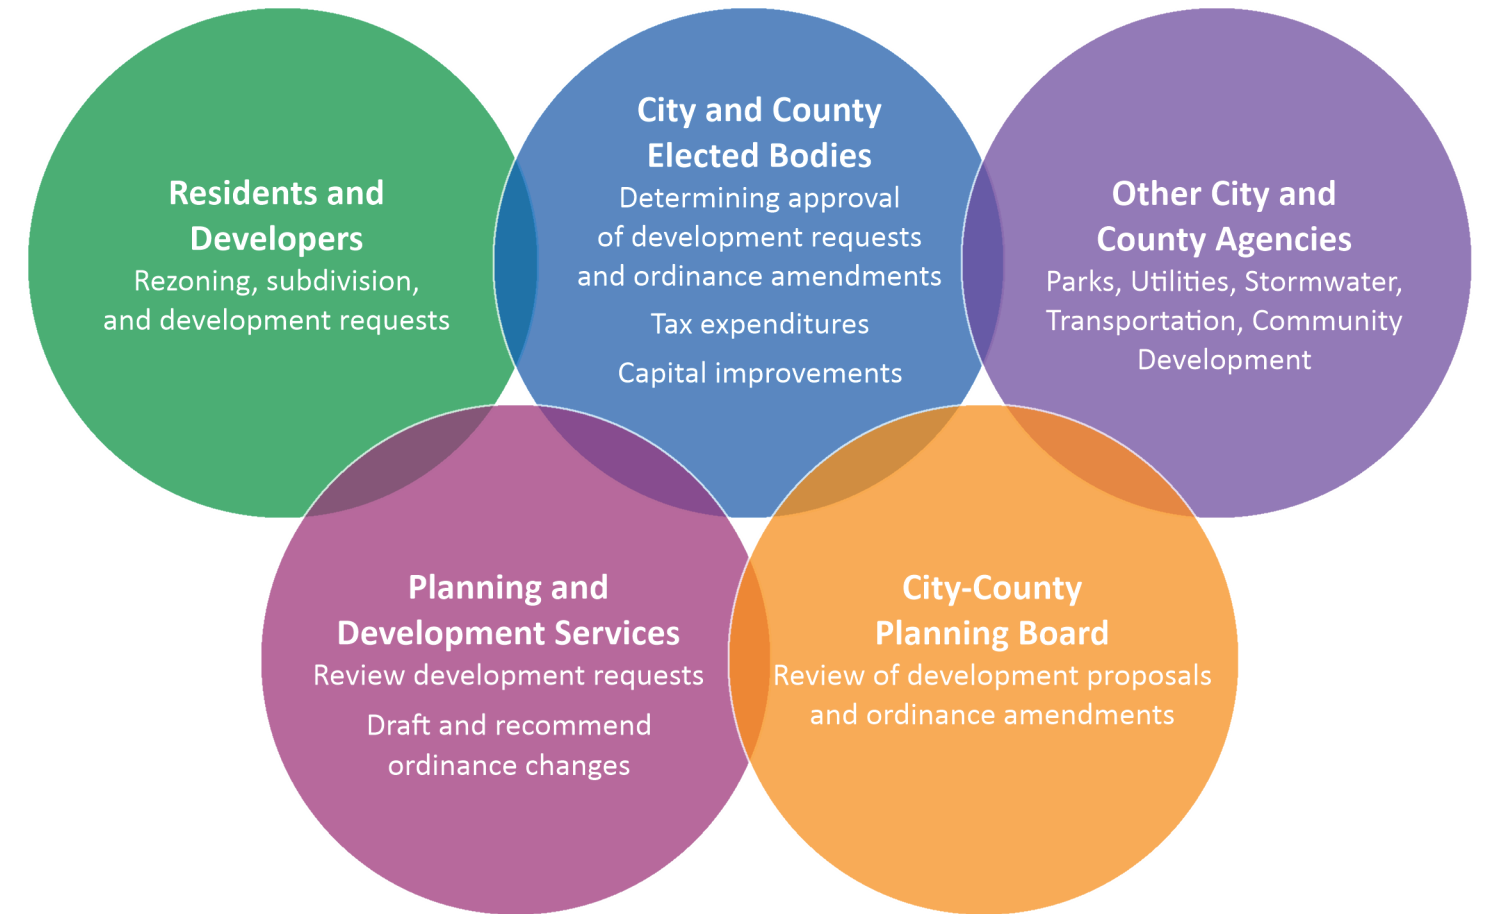 Residents and
Developers
Rezoning, subdivision,
and development requests
City and County
Elected Bodies
Determining approval
of development requests
and ordinance amendments
Tax expenditures
Capital improvements
Other City and
County Agencies
Parks, Utilities, Stormwater,
Transportation, Community
Development
Planning and
Development Services
Review development requests
Draft and recommend
ordinance changes
City-County
Planning Board
Review of development proposals
and ordinance amendments